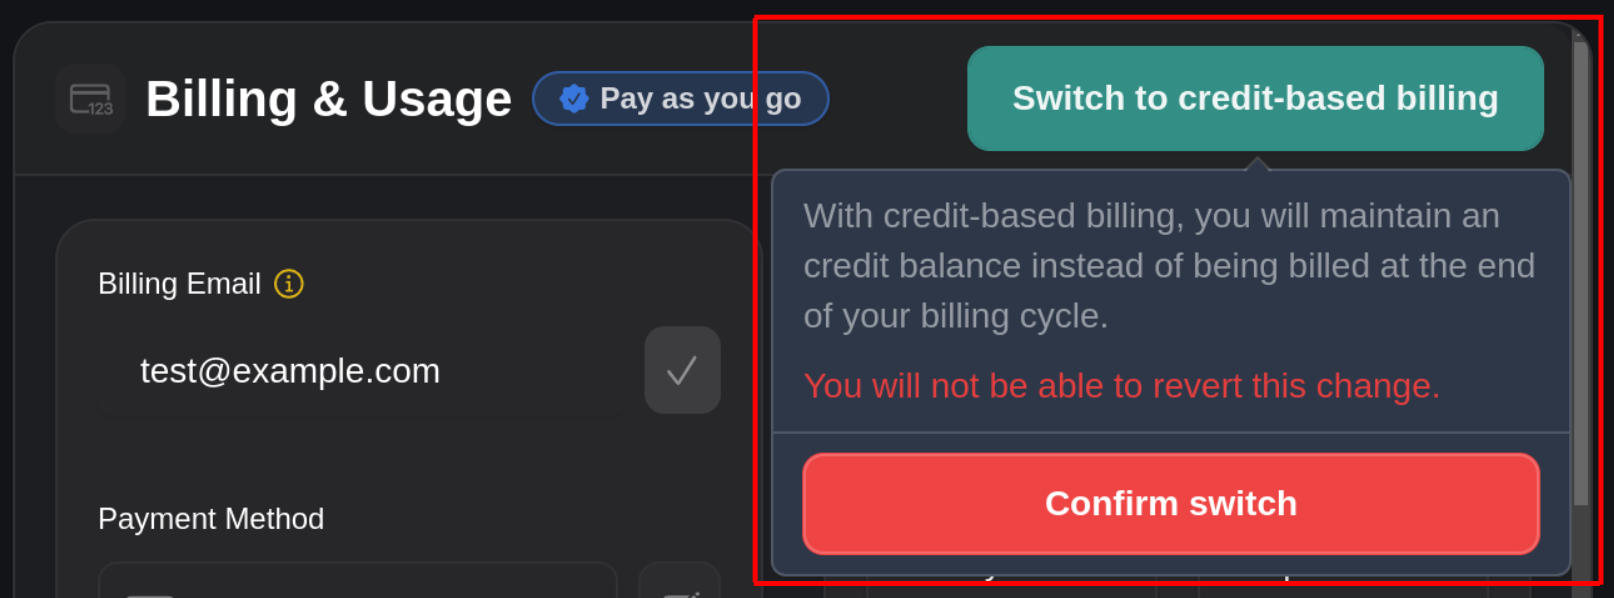 123
Billing & Usage
Pay as you go
Switch to credit-based billing
With credit-based billing, you will maintain an
credit balance instead of being billed at the end
of your billing cycle.
You will not be able to revert this change.
Confirm switch
Billing Email
test@example.com
Payment Method